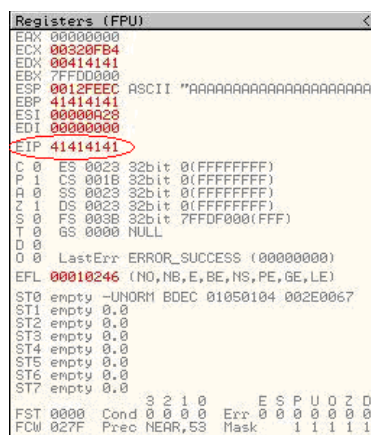 Registers (FPU) <
EAX 00000000
ECX 00320FB4
EDX 00414141
EBX 7FFDD000
ESP 0012FEEC ASCII "AAAAAAAAAAAAAAAAAAAAA
EBP 41414141
ESI 00000A28
EDI 00000000
EIP 41414141
C 0 ES 0023 32bit 0(FFFFFFFF)
P 1 CS 001B 32bit 0(FFFFFFFF)
A 0 SS 0023 32bit 0(FFFFFFFF)
Z 1 DS 0023 32bit 0(FFFFFFFF)
S 0 FS 003B 32bit 7FFDF000(FFF)
T 0 GS 0000 NULL
D 0
O 0 LastErr ERROR_SUCCESS (00000000)
EFL 00010246 (NO,NB,E,BE,NS,PE,GE,LE)
ST0 empty -UNORM BDEC 01050104 002E0067
ST1 empty 0.0
ST2 empty 0.0
ST3 empty 0.0
ST4 empty 0.0
ST5 empty 0.0
ST6 empty 0.0
ST7 empty 0.0
3 2 1 0 E S P U O Z D
FST 0000 Cond 0 0 0 0 Err 0 0 0 0 0 0 0
FCW 027F Prec NEAR,53 Mask 1 1 1 1 1